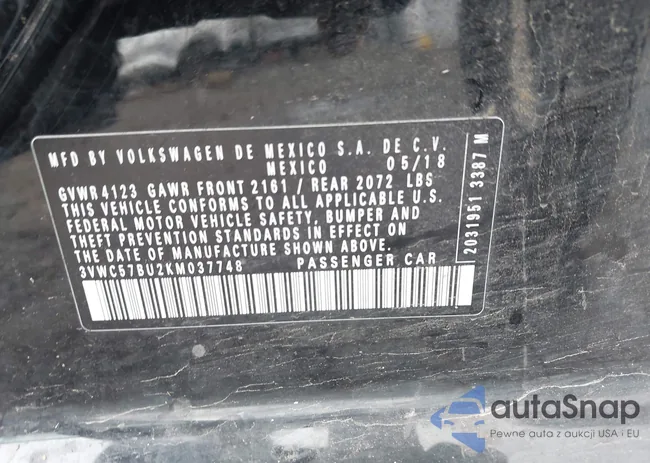 MFD BY VOLKSWAGEN DE MEXICO S.A. DE C.V.
MEXICO 05/18
GVWR 4123 GAWR FRONT 2161 / REAR 2072 LBS
THIS VEHICLE CONFORMS TO ALL APPLICABLE U.S.
FEDERAL MOTOR VEHICLE SAFETY, BUMPER AND
THEFT PREVENTION STANDARDS IN EFFECT ON
THE DATE OF MANUFACTURE SHOWN ABOVE.
3VWC57BU2KM037748 PASSENGER CAR
2031951 3387 M
autaSnap
Pewne auta z aukcji USA · EU